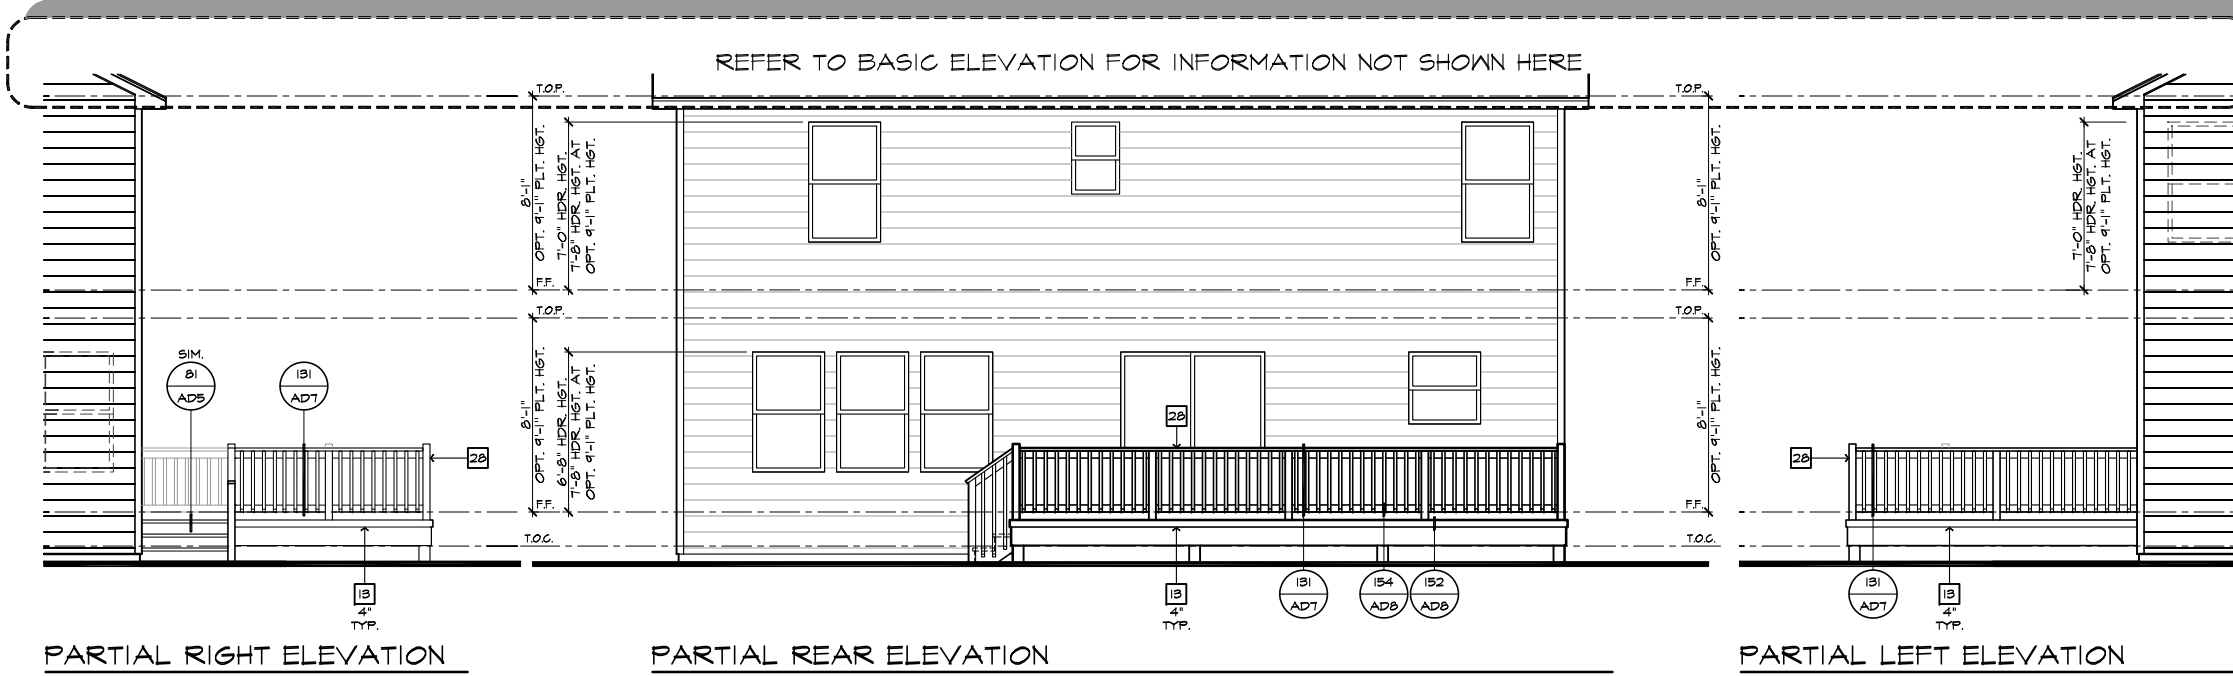 REFER TO BASIC ELEVATION FOR INFORMATION NOT SHOWN HERE
T.O.P.
8'-1"
OPT. 9'-1" PLT. HGT.
7'-0" HDR. HGT.
7'-8" HDR. HGT. AT
OPT. 9'-1" PLT. HGT.
F.F.
T.O.P.
8'-1"
OPT. 9'-1" PLT. HGT.
6'-8" HDR. HGT.
7'-8" HDR. HGT. AT
OPT. 9'-1" PLT. HGT.
F.F.
T.O.C.
SIM.
81
AD5
131
AD7
28
13
4"
TYP.
PARTIAL RIGHT ELEVATION
28
13
4"
TYP.
131
AD7
154
AD8
152
AD8
PARTIAL REAR ELEVATION
T.O.P.
8'-1"
OPT. 9'-1" PLT. HGT.
F.F.
T.O.P.
8'-1"
OPT. 9'-1" PLT. HGT.
F.F.
T.O.C.
7'-0" HDR. HGT.
7'-8" HDR. HGT. AT
OPT. 9'-1" PLT. HGT.
28
131
AD7
13
4"
TYP.
PARTIAL LEFT ELEVATION